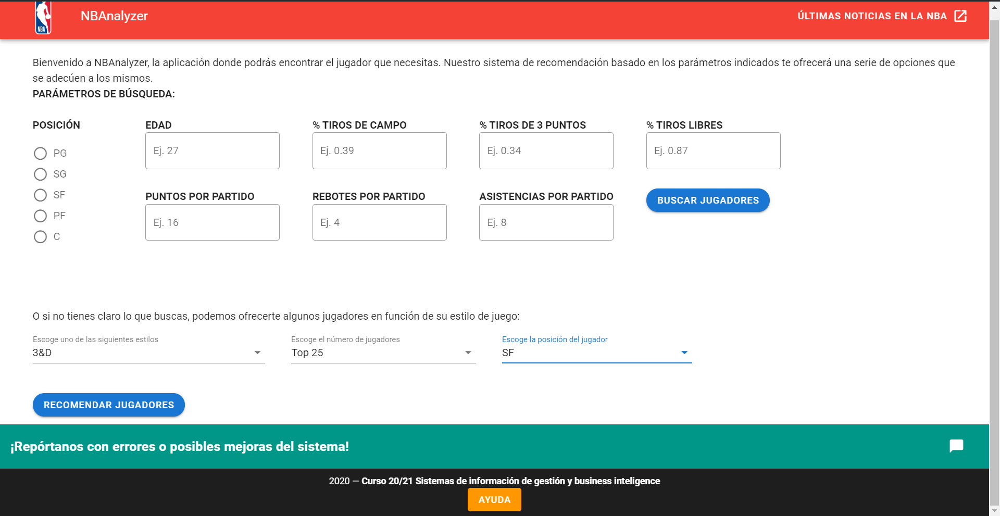 NBA
NBAnalyzer
ÚLTIMAS NOTICIAS EN LA NBA
Bienvenido a NBAnalyzer, la aplicación donde podrás encontrar el jugador que necesitas. Nuestro sistema de recomendación basado en los parámetros indicados te ofrecerá una serie de opciones que
se adecúen a los mismos.
PARÁMETROS DE BÚSQUEDA:
POSICIÓN
PG
SG
SF
PF
C
EDAD
Ej. 27
% TIROS DE CAMPO
Ej. 0.39
% TIROS DE 3 PUNTOS
Ej. 0.34
% TIROS LIBRES
Ej. 0.87
PUNTOS POR PARTIDO
Ej. 16
REBOTES POR PARTIDO
Ej. 4
ASISTENCIAS POR PARTIDO
Ej. 8
BUSCAR JUGADORES
O si no tienes claro lo que buscas, podemos ofrecerte algunos jugadores en función de su estilo de juego:
Escoge uno de las siguientes estilos
3&D
Escoge el número de jugadores
Top 25
Escoge la posición del jugador
SF
RECOMENDAR JUGADORES
¡Repórtanos con errores o posibles mejoras del sistema!
2020 — Curso 20/21 Sistemas de información de gestión y business inteligence
AYUDA